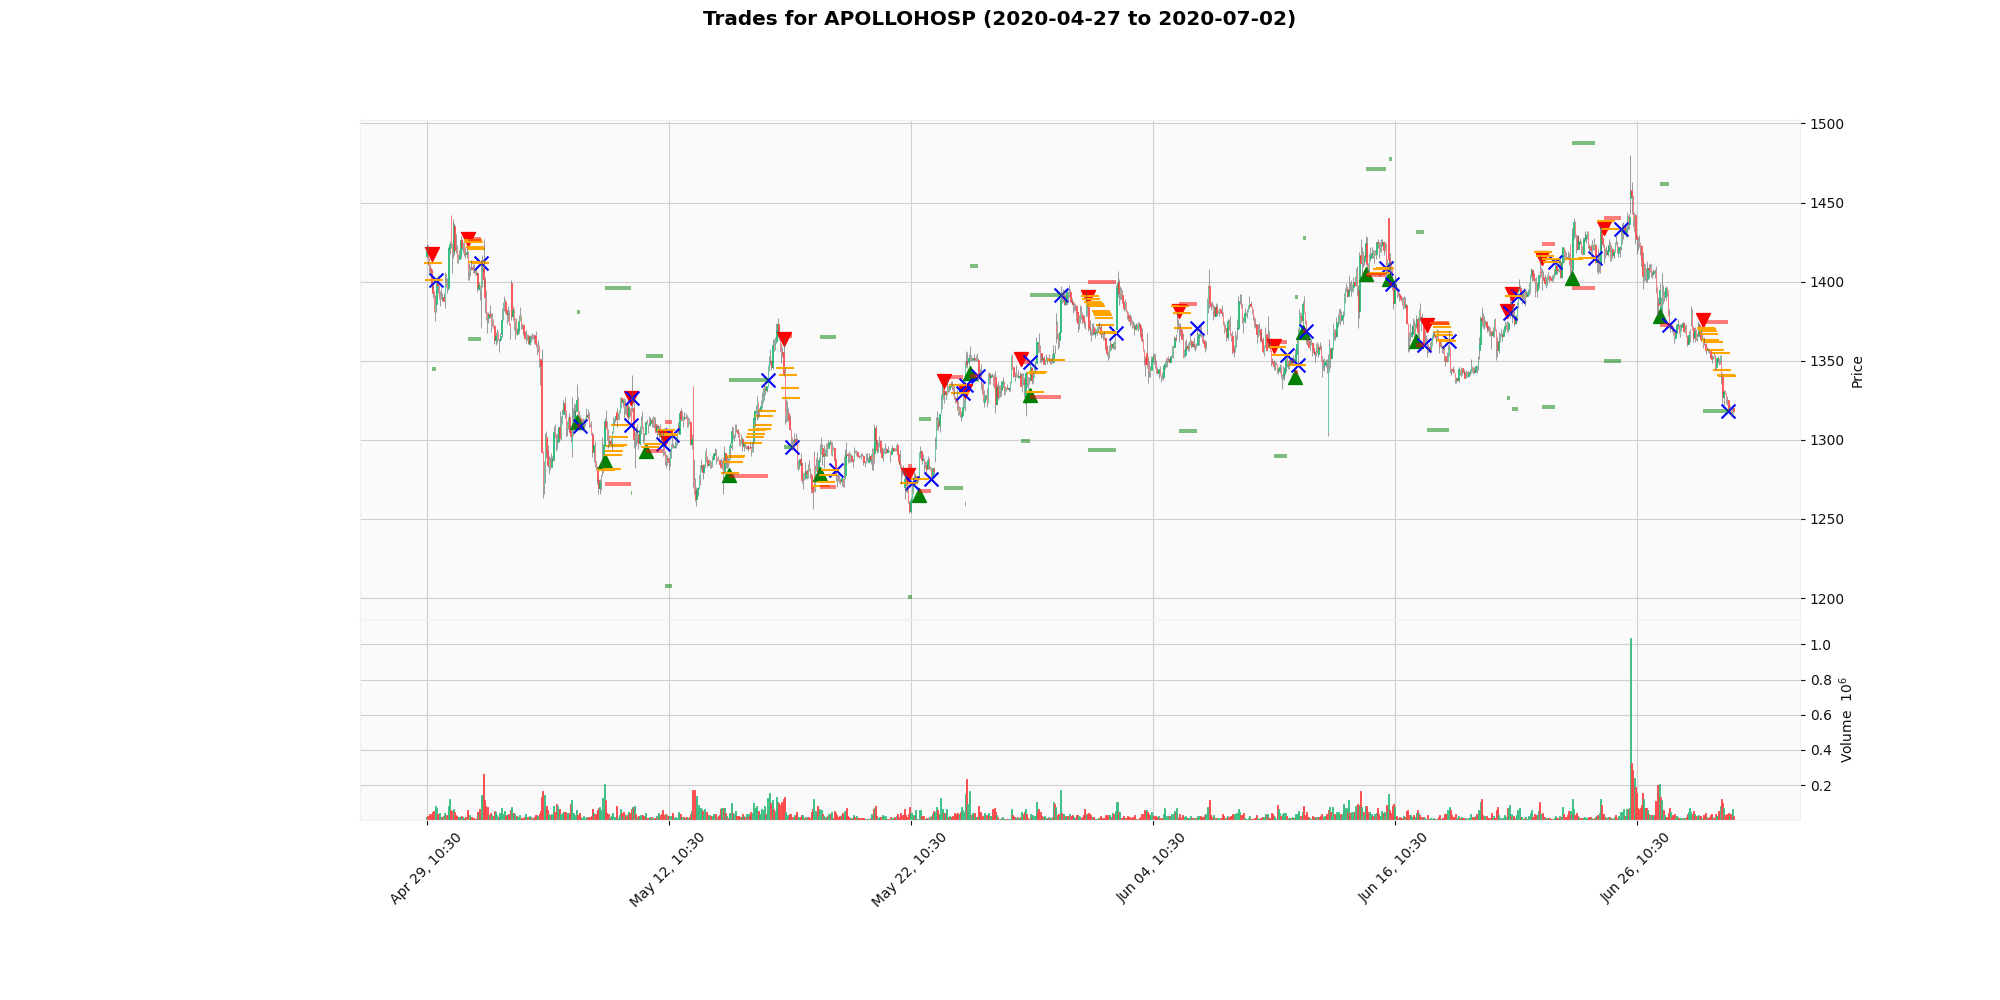 Trades for APOLLOHOSP (2020-04-27 to 2020-07-02)
1500
1450
1400
1350
1300
1250
1200
Price
1.0
0.8
0.6
0.4
0.2
Volume 10^6
Apr 29, 10:30
May 12, 10:30
May 22, 10:30
Jun 04, 10:30
Jun 16, 10:30
Jun 26, 10:30